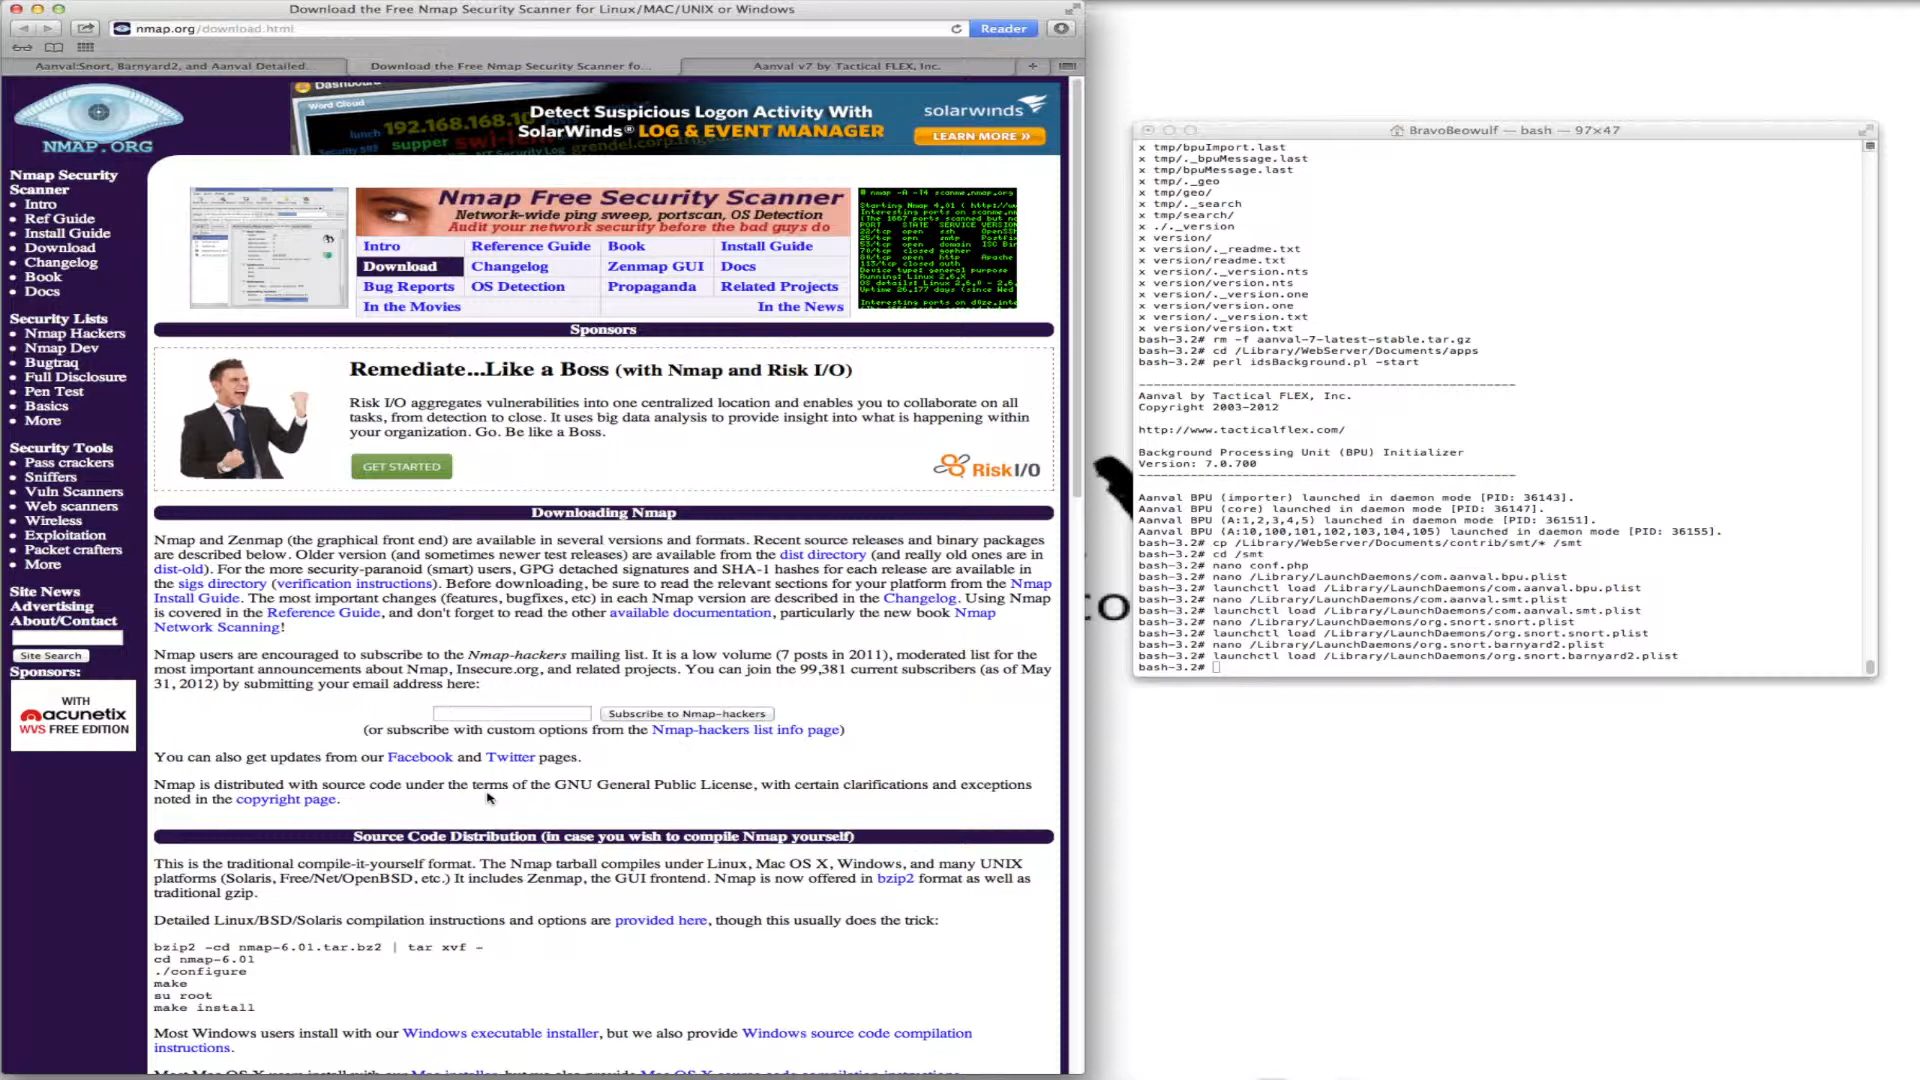 Download the Free Nmap Security Scanner for Linux/MAC/UNIX or Windows
nmap.org/download.html
Reader
Aanval:Snort, Barnyard2, and Aanval Detailed...
Download the Free Nmap Security Scanner fo...
Aanval v7 by Tactical FLEX, Inc.
NMAP.ORG
Word Cloud
lunch 192.168.168.10
supper
Detect Suspicious Logon Activity With
SolarWinds® LOG & EVENT MANAGER
solarwinds
LEARN MORE »
Nmap Security
Scanner
Intro
Ref Guide
Install Guide
Download
Changelog
Book
Docs
Security Lists
Nmap Hackers
Nmap Dev
Bugtraq
Full Disclosure
Pen Test
Basics
More
Security Tools
Pass crackers
Sniffers
Vuln Scanners
Web scanners
Wireless
Exploitation
Packet crafters
More
Site News
Advertising
About/Contact
Site Search
Sponsors:
WITH
acunetix
WVS FREE EDITION
Nmap Free Security Scanner
Network-wide ping sweep, portscan, OS Detection
Audit your network security before the bad guys do
Intro Reference Guide Book Install Guide
Download Changelog Zenmap GUI Docs
Bug Reports OS Detection Propaganda Related Projects
In the Movies In the News
# nmap -A -T4 scanme.nmap.org
Sponsors
Remediate...Like a Boss (with Nmap and Risk I/O)
Risk I/O aggregates vulnerabilities into one centralized location and enables you to collaborate on all
tasks, from detection to close. It uses big data analysis to provide insight into what is happening within
your organization. Go. Be like a Boss.
GET STARTED
Risk I/O
Downloading Nmap
Nmap and Zenmap (the graphical front end) are available in several versions and formats. Recent source releases and binary packages
are described below. Older version (and sometimes newer test releases) are available from the dist directory (and really old ones are in
dist-old). For the more security-paranoid (smart) users, GPG detached signatures and SHA-1 hashes for each release are available in
the sigs directory (verification instructions). Before downloading, be sure to read the relevant sections for your platform from the Nmap
Install Guide. The most important changes (features, bugfixes, etc) in each Nmap version are described in the Changelog. Using Nmap
is covered in the Reference Guide, and don't forget to read the other available documentation, particularly the new book Nmap
Network Scanning!
Nmap users are encouraged to subscribe to the Nmap-hackers mailing list. It is a low volume (7 posts in 2011), moderated list for the
most important announcements about Nmap, Insecure.org, and related projects. You can join the 99,381 current subscribers (as of May
31, 2012) by submitting your email address here:
Subscribe to Nmap-hackers
(or subscribe with custom options from the Nmap-hackers list info page)
You can also get updates from our Facebook and Twitter pages.
Nmap is distributed with source code under the terms of the GNU General Public License, with certain clarifications and exceptions
noted in the copyright page.
Source Code Distribution (in case you wish to compile Nmap yourself)
This is the traditional compile-it-yourself format. The Nmap tarball compiles under Linux, Mac OS X, Windows, and many UNIX
platforms (Solaris, Free/Net/OpenBSD, etc.) It includes Zenmap, the GUI frontend. Nmap is now offered in bzip2 format as well as
traditional gzip.
Detailed Linux/BSD/Solaris compilation instructions and options are provided here, though this usually does the trick:
bzip2 -cd nmap-6.01.tar.bz2 | tar xvf -
cd nmap-6.01
./configure
make
su root
make install
Most Windows users install with our Windows executable installer, but we also provide Windows source code compilation
instructions.
Most Mac OS X users install with our Mac installer, but we also provide Mac OS X source code compilation instructions.
co
BravoBeowulf — bash — 97×47
x tmp/bpuImport.last
x tmp/._bpuMessage.last
x tmp/bpuMessage.last
x tmp/._geo
x tmp/geo/
x tmp/._search
x tmp/search/
x ./._version
x version/
x version/._readme.txt
x version/readme.txt
x version/._version.nts
x version/version.nts
x version/._version.one
x version/version.one
x version/._version.txt
x version/version.txt
bash-3.2# rm -f aanval-7-latest-stable.tar.gz
bash-3.2# cd /Library/WebServer/Documents/apps
bash-3.2# perl idsBackground.pl -start
----------------------------------------------------
Aanval by Tactical FLEX, Inc.
Copyright 2003-2012
http://www.tacticalflex.com/
Background Processing Unit (BPU) Initializer
Version: 7.0.700
----------------------------------------------------
Aanval BPU (importer) launched in daemon mode [PID: 36143].
Aanval BPU (core) launched in daemon mode [PID: 36147].
Aanval BPU (A:1,2,3,4,5) launched in daemon mode [PID: 36151].
Aanval BPU (A:10,100,101,102,103,104,105) launched in daemon mode [PID: 36155].
bash-3.2# cp /Library/WebServer/Documents/contrib/smt/* /smt
bash-3.2# cd /smt
bash-3.2# nano conf.php
bash-3.2# nano /Library/LaunchDaemons/com.aanval.bpu.plist
bash-3.2# launchctl load /Library/LaunchDaemons/com.aanval.bpu.plist
bash-3.2# nano /Library/LaunchDaemons/com.aanval.smt.plist
bash-3.2# launchctl load /Library/LaunchDaemons/com.aanval.smt.plist
bash-3.2# nano /Library/LaunchDaemons/org.snort.snort.plist
bash-3.2# launchctl load /Library/LaunchDaemons/org.snort.snort.plist
bash-3.2# nano /Library/LaunchDaemons/org.snort.barnyard2.plist
bash-3.2# launchctl load /Library/LaunchDaemons/org.snort.barnyard2.plist
bash-3.2#